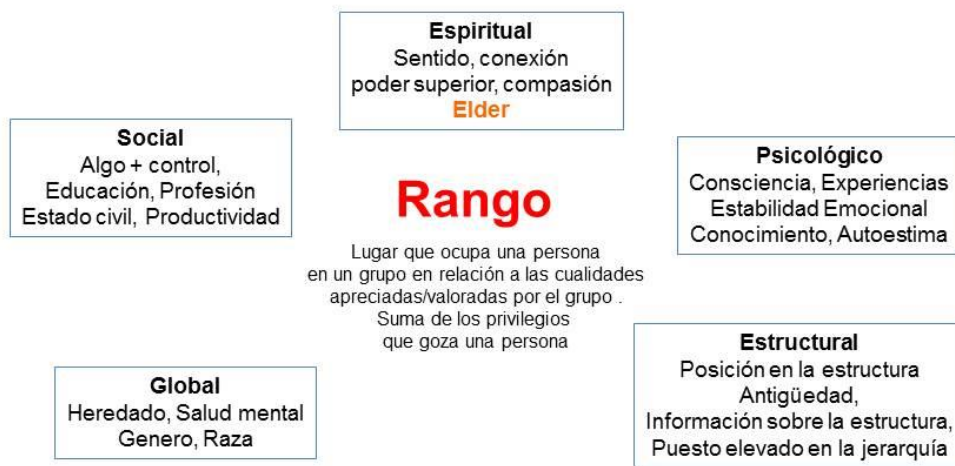 Espiritual
Sentido, conexión
poder superior, compasión
Elder
Social
Algo + control,
Educación, Profesión
Estado civil, Productividad
Psicológico
Consciencia, Experiencias
Estabilidad Emocional
Conocimiento, Autoestima
Rango
Lugar que ocupa una persona
en un grupo en relación a las cualidades
apreciadas/valoradas por el grupo .
Suma de los privilegios
que goza una persona
Global
Heredado, Salud mental
Genero, Raza
Estructural
Posición en la estructura
Antigüedad,
Información sobre la estructura,
Puesto elevado en la jerarquía